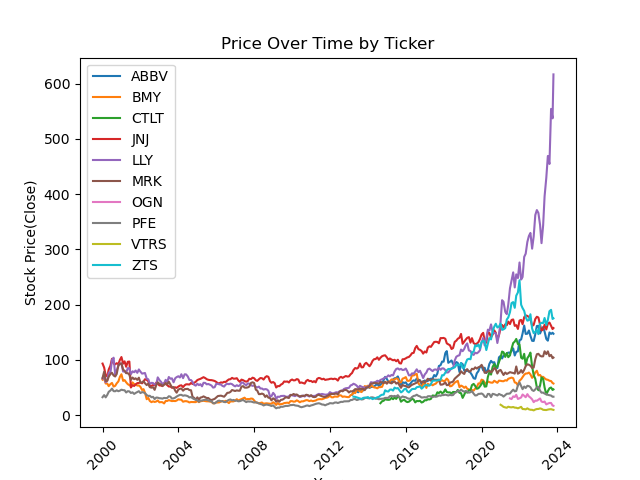 Price Over Time by Ticker
600
500
400
300
200
100
0
Stock Price(Close)
ABBV
BMY
CTLT
JNJ
LLY
MRK
OGN
PFE
VTRS
ZTS
2000
2004
2008
2012
2016
2020
2024